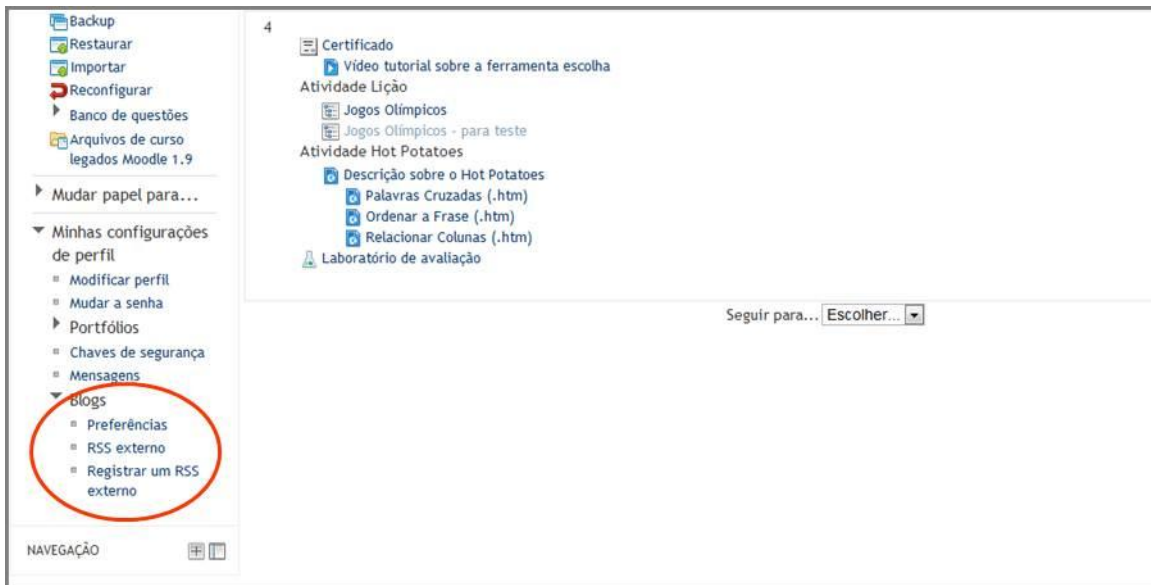 Backup
Restaurar
Importar
Reconfigurar
Banco de questões
Arquivos de curso
legados Moodle 1.9
Mudar papel para...
Minhas configurações
de perfil
Modificar perfil
Mudar a senha
Portfólios
Chaves de segurança
Mensagens
Blogs
Preferências
RSS externo
Registrar um RSS
externo
NAVEGAÇÃO
4
Certificado
Vídeo tutorial sobre a ferramenta escolha
Atividade Lição
Jogos Olímpicos
Jogos Olímpicos - para teste
Atividade Hot Potatoes
Descrição sobre o Hot Potatoes
Palavras Cruzadas (.htm)
Ordenar a Frase (.htm)
Relacionar Colunas (.htm)
Laboratório de avaliação
Seguir para... Escolher...